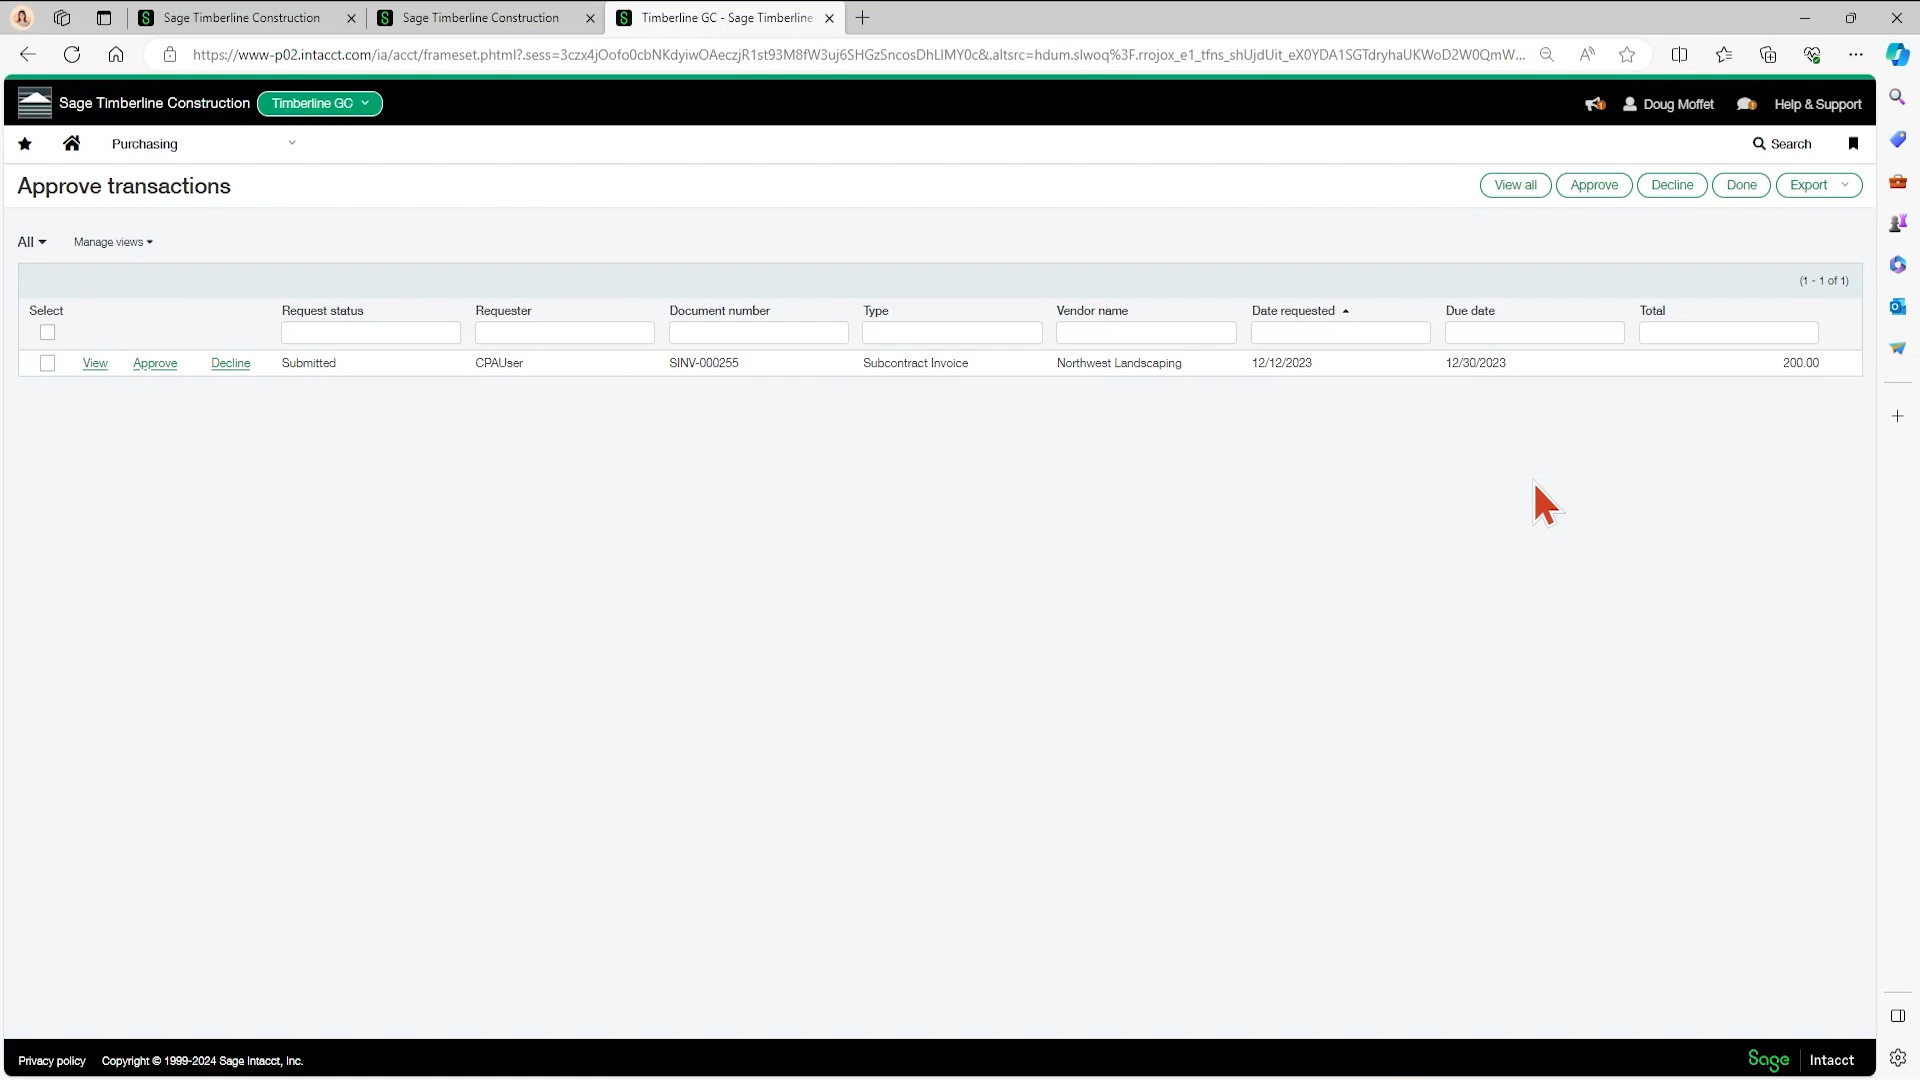 Sage Timberline Construction
Sage Timberline Construction
Timberline GC - Sage Timberline
https://www-p02.intacct.com/ia/acct/frameset.phtml?.sess=3czx4jOofo0cbNKdyiwOAeczjR1st93M8fW3uj6SHGzSncosDhLIMY0c&.altsrc=hdum.slwoq%3F.rrojox_e1_tfns_shUjdUit_eX0YDA1SGTdryhaUKWoD2W0QmW...
Sage Timberline Construction Timberline GC
Doug Moffet Help & Support
Purchasing Search
Approve transactions
View all Approve Decline Done Export
All Manage views
(1 - 1 of 1)
Select Request status Requester Document number Type Vendor name Date requested Due date Total
View Approve Decline Submitted CPAUser SINV-000255 Subcontract Invoice Northwest Landscaping 12/12/2023 12/30/2023 200.00
Privacy policy Copyright © 1999-2024 Sage Intacct, Inc.
Sage Intacct